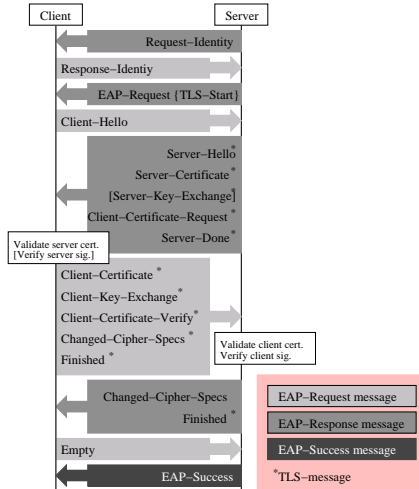 Client
Server
Request–Identity
Response–Identiy
EAP–Request {TLS–Start}
Client–Hello
Server–Hello*
Server–Certificate*
[Server–Key–Exchange]*
Client–Certificate–Request*
Server–Done*
Validate server cert.
[Verify server sig.]
Client–Certificate*
Client–Key–Exchange*
Client–Certificate–Verify*
Changed–Cipher–Specs*
Finished*
Validate client cert.
Verify client sig.
Changed–Cipher–Specs
Finished*
Empty
EAP–Success
EAP–Request message
EAP–Response message
EAP–Success message
*TLS–message